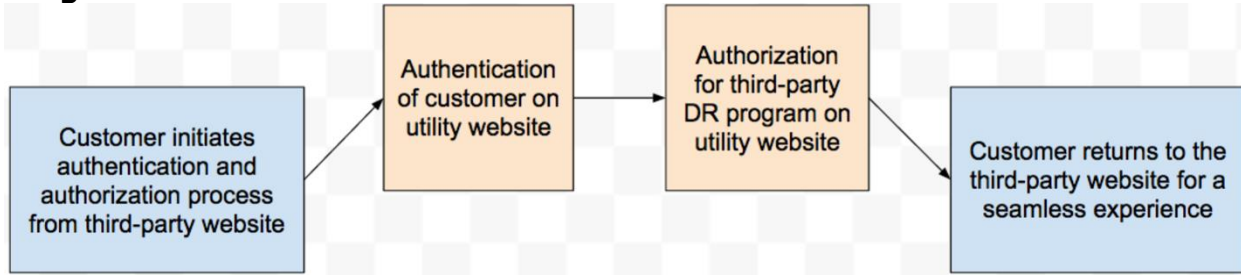 Customer initiates
authentication and
authorization process
from third-party website
Authentication
of customer on
utility website
Authorization
for third-party
DR program on
utility website
Customer returns to the
third-party website for a
seamless experience